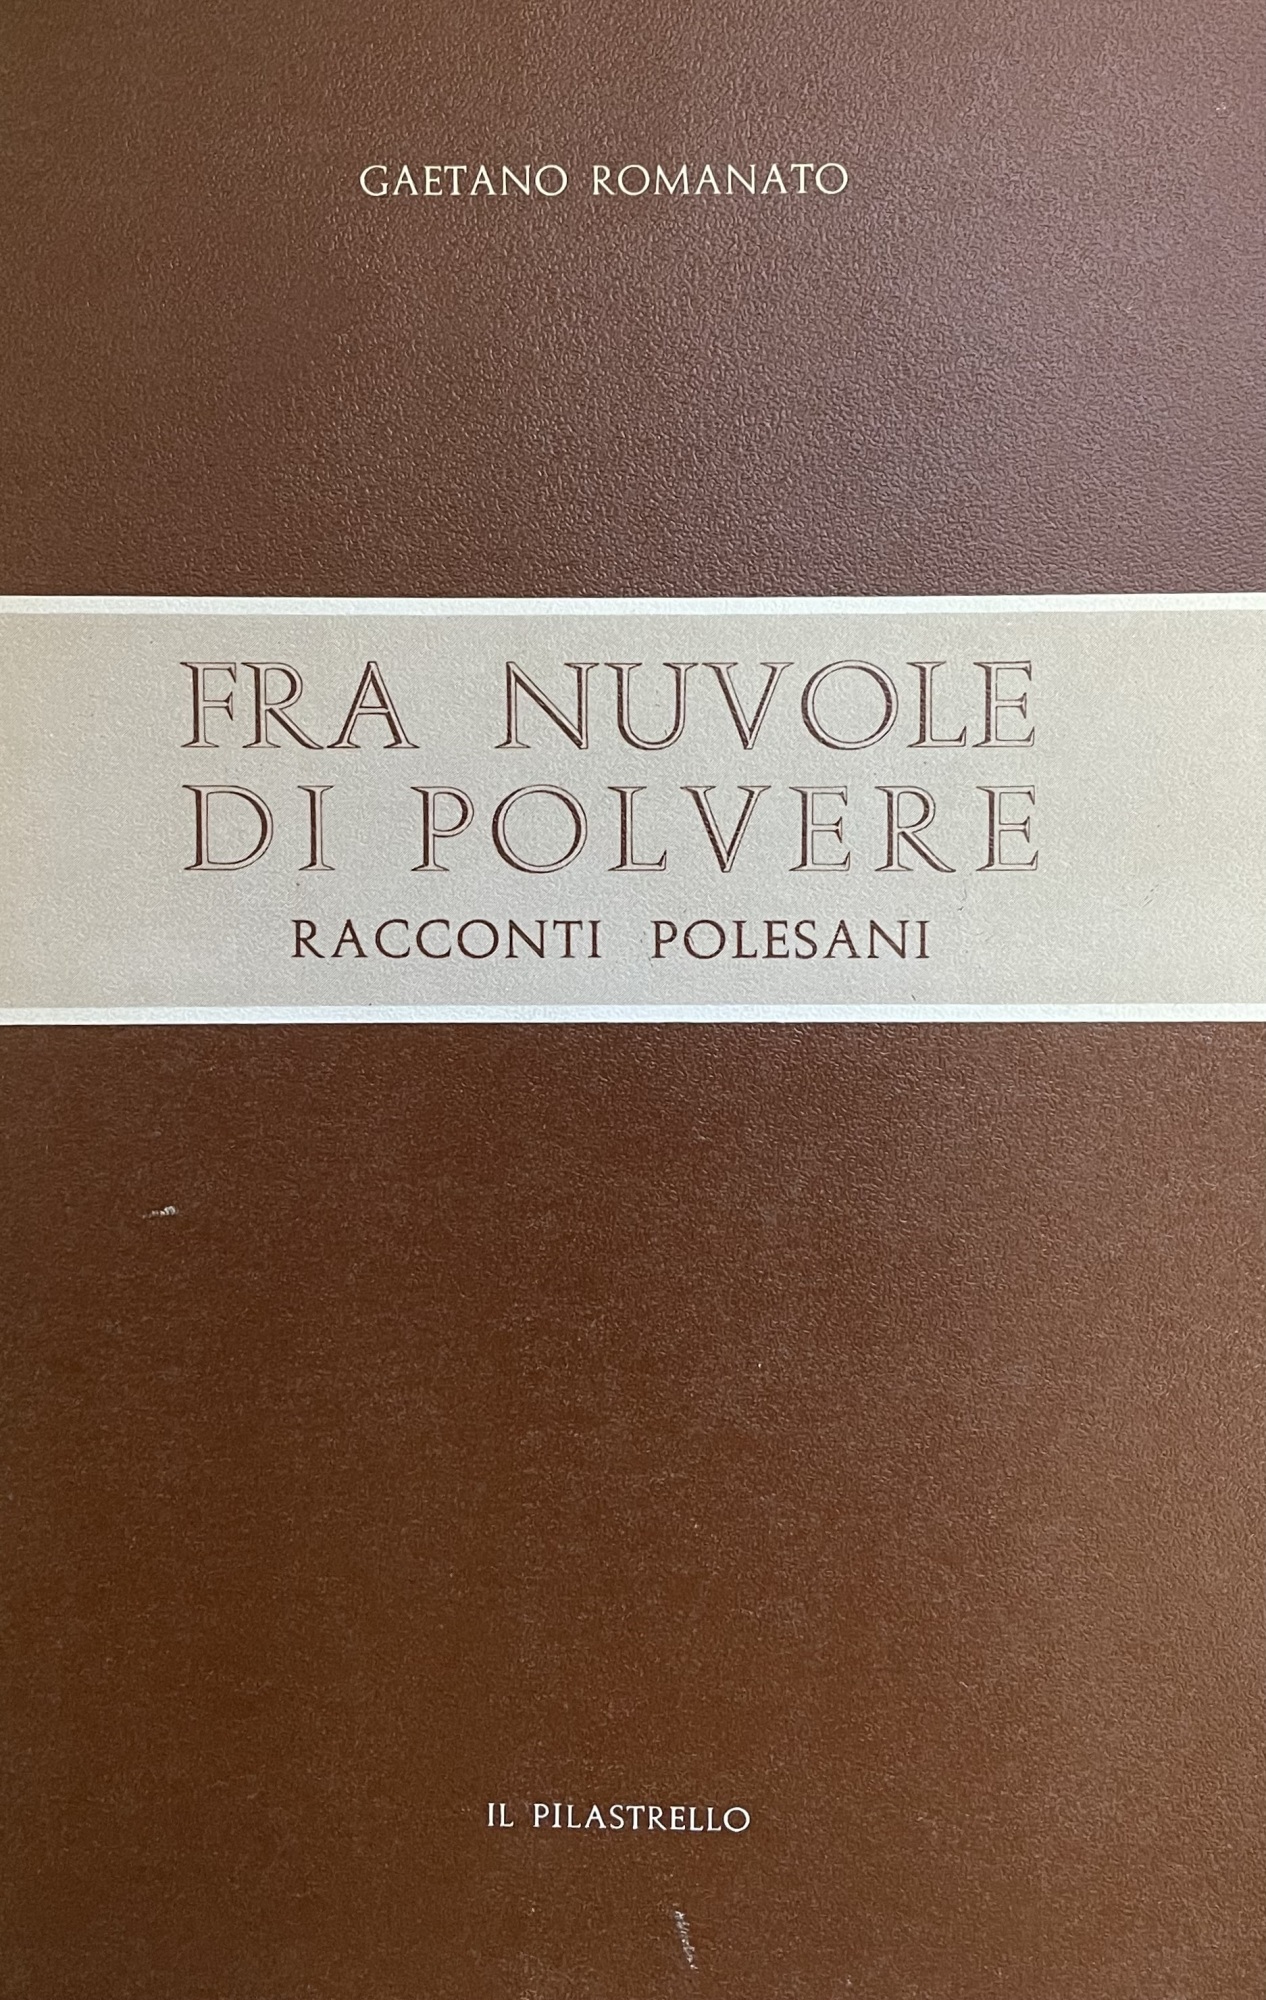 GAETANO ROMANATO
FRA NUVOLE
DI POLVERE
RACCONTI POLESANI
IL PILASTRELLO